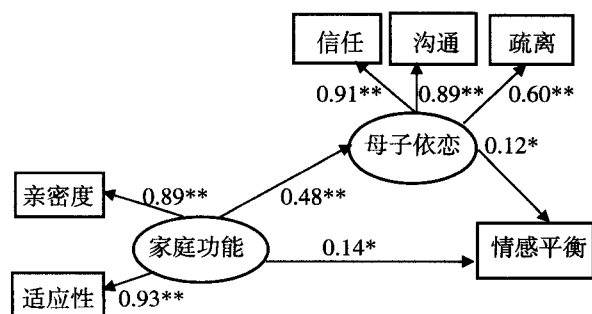 信任 沟通 疏离
0.91** 0.89** 0.60**
母子依恋 0.12*
亲密度 0.89** 0.48**
家庭功能 0.14* 情感平衡
适应性 0.93**